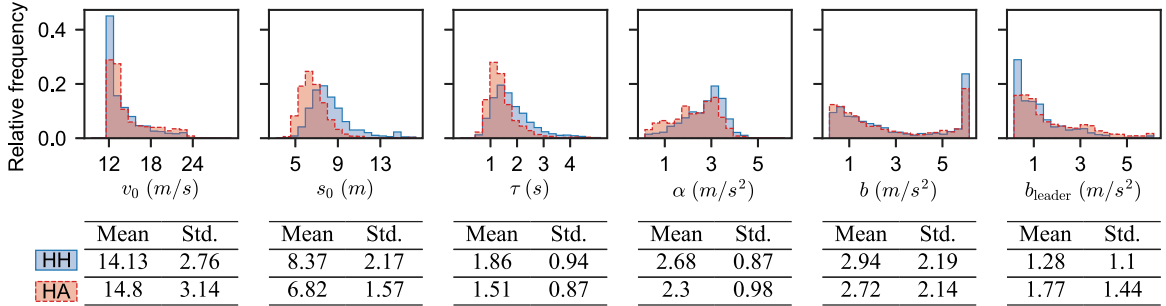 Relative frequency
0.4
0.2
0.0
12 18 24
5 9 13
1 2 3 4
1 3 5
1 3 5
1 3 5
v₀ (m/s)
s₀ (m)
τ (s)
α (m/s²)
b (m/s²)
b_leader (m/s²)
Mean Std. Mean Std. Mean Std. Mean Std. Mean Std. Mean Std.
HH 14.13 2.76 8.37 2.17 1.86 0.94 2.68 0.87 2.94 2.19 1.28 1.1
HA 14.8 3.14 6.82 1.57 1.51 0.87 2.3 0.98 2.72 2.14 1.77 1.44